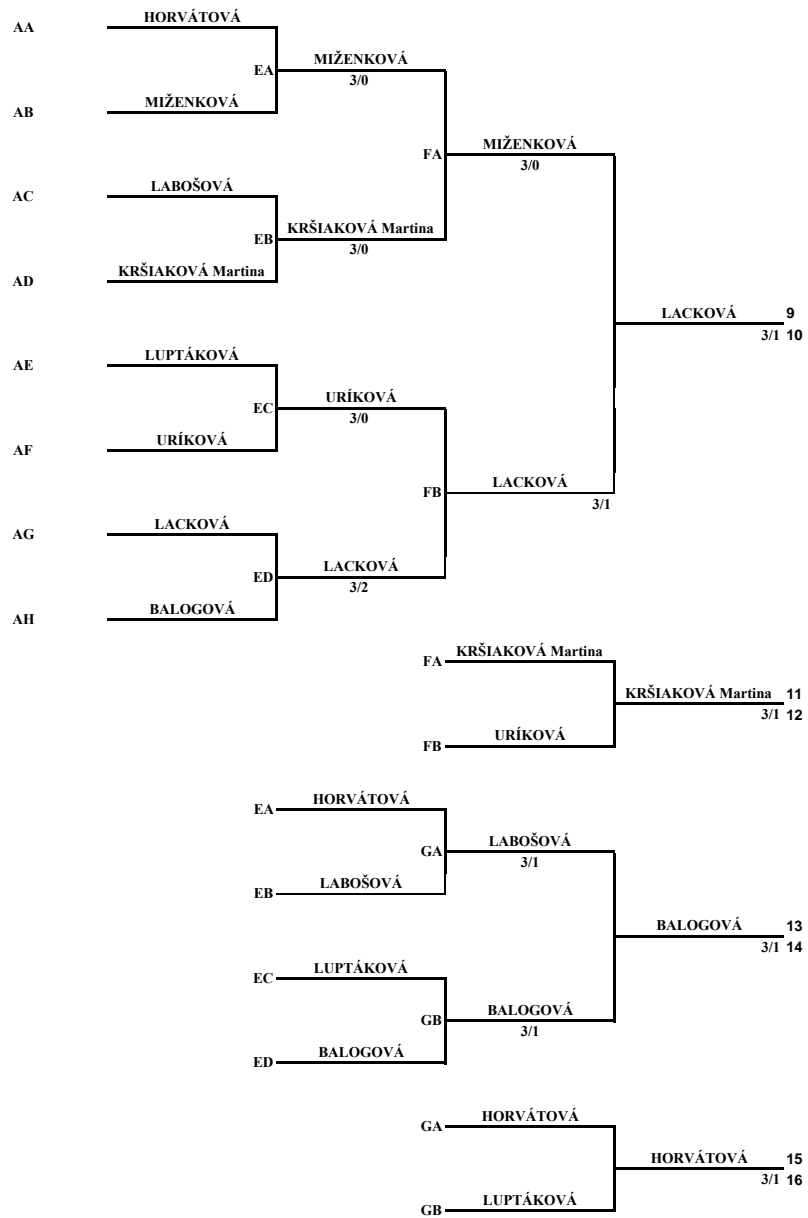 HORVÁTOVÁ
AA
EA MIŽENKOVÁ
3/0
AB MIŽENKOVÁ
FA MIŽENKOVÁ
3/0
AC LABOŠOVÁ
EB KRŠIAKOVÁ Martina
3/0
AD KRŠIAKOVÁ Martina
LACKOVÁ 9
3/1 10
AE LUPTÁKOVÁ
EC URÍKOVÁ
3/0
AF URÍKOVÁ
FB LACKOVÁ
3/1
AG LACKOVÁ
ED LACKOVÁ
3/2
AH BALOGOVÁ
FA KRŠIAKOVÁ Martina
KRŠIAKOVÁ Martina 11
3/1 12
FB URÍKOVÁ
EA HORVÁTOVÁ
GA LABOŠOVÁ
3/1
EB LABOŠOVÁ
BALOGOVÁ 13
3/1 14
EC LUPTÁKOVÁ
GB BALOGOVÁ
3/1
ED BALOGOVÁ
GA HORVÁTOVÁ
HORVÁTOVÁ 15
3/1 16
GB LUPTÁKOVÁ